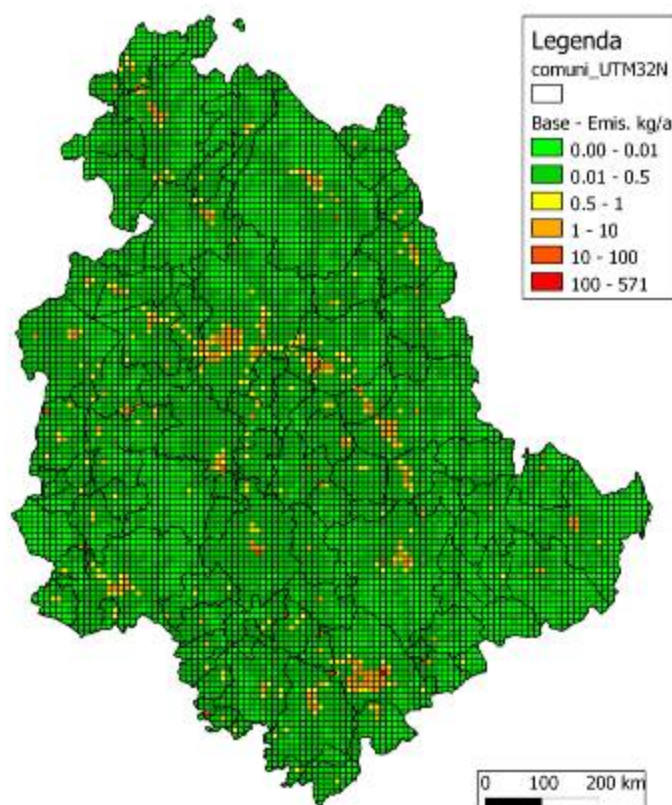 Legenda
comuni_UTM32N
Base - Emis. kg/a
0.00 - 0.01
0.01 - 0.5
0.5 - 1
1 - 10
10 - 100
100 - 571
0 100 200 km